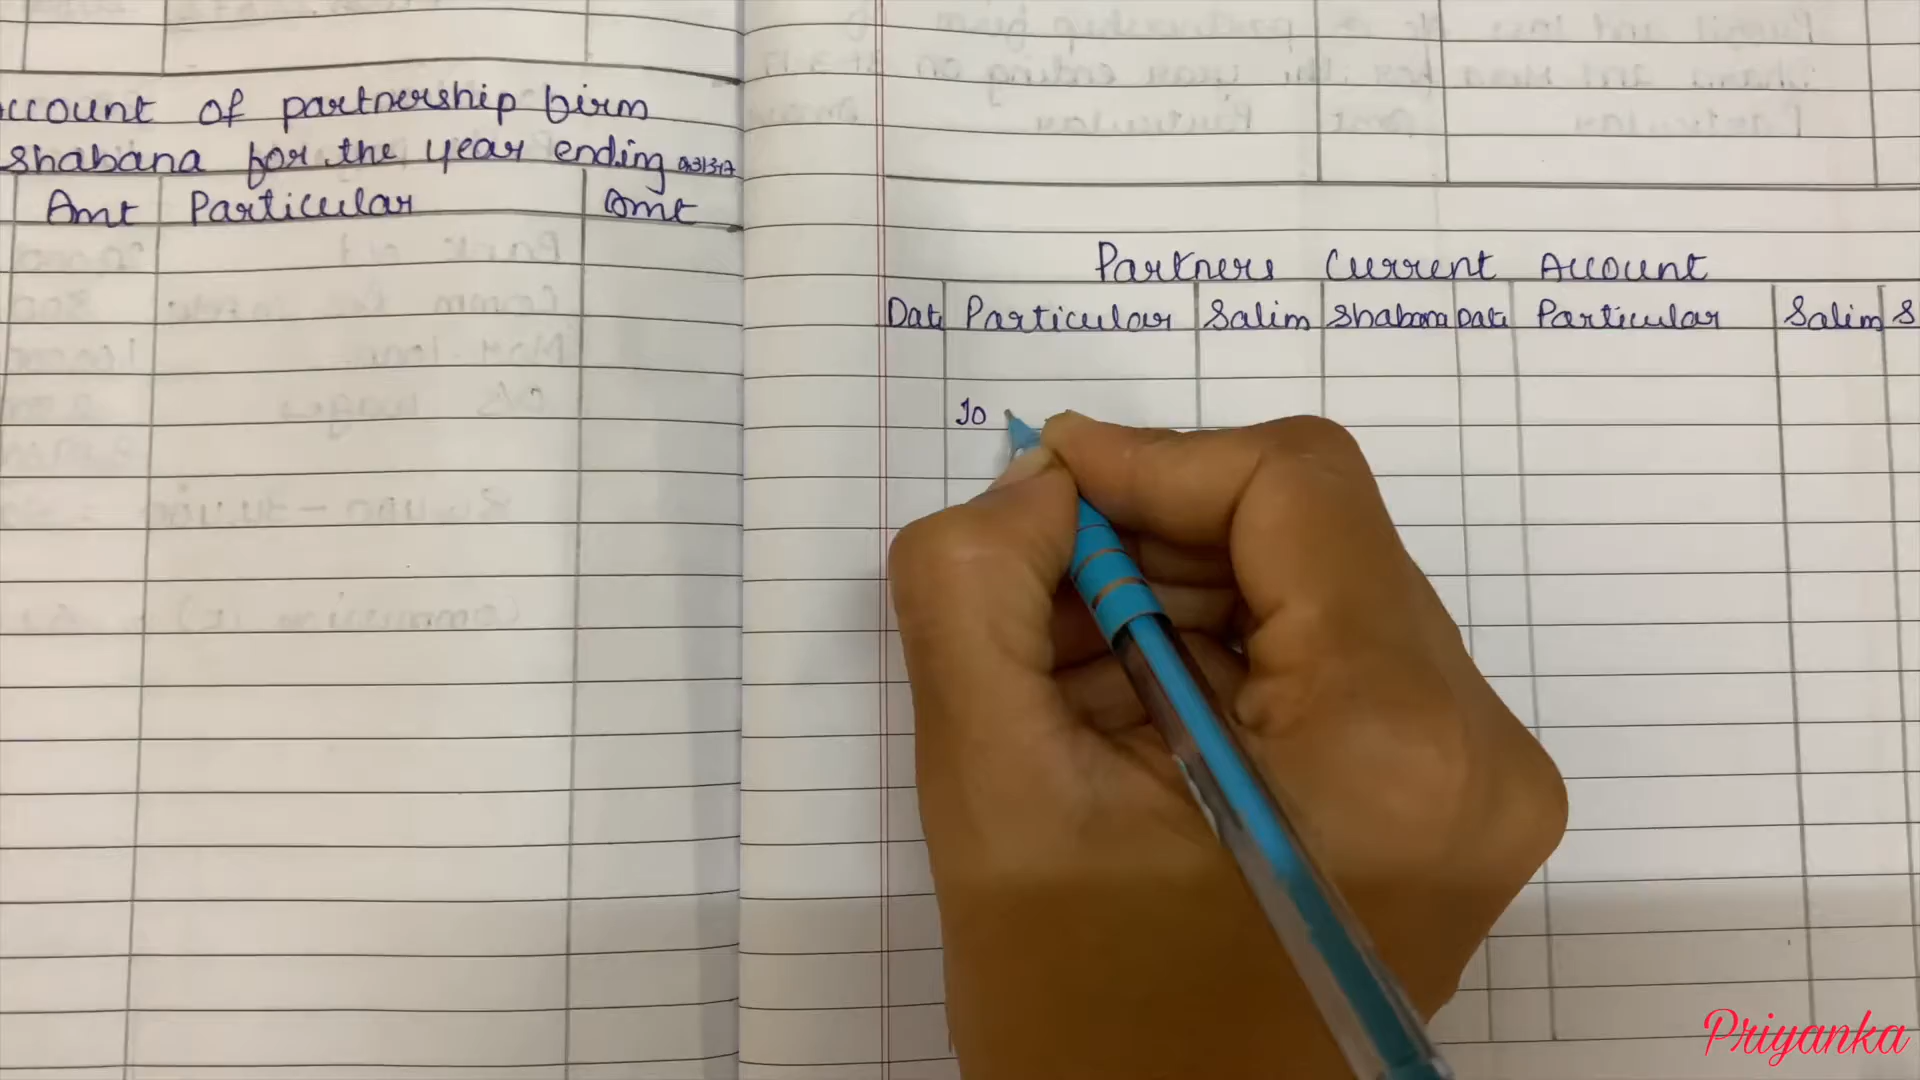 ccount of partnership firm
shabana for the year ending
Amt Particular Amt
Partners Current Account
Date Particular Salim Shabana Date Particular Salim S
To
Priyanka